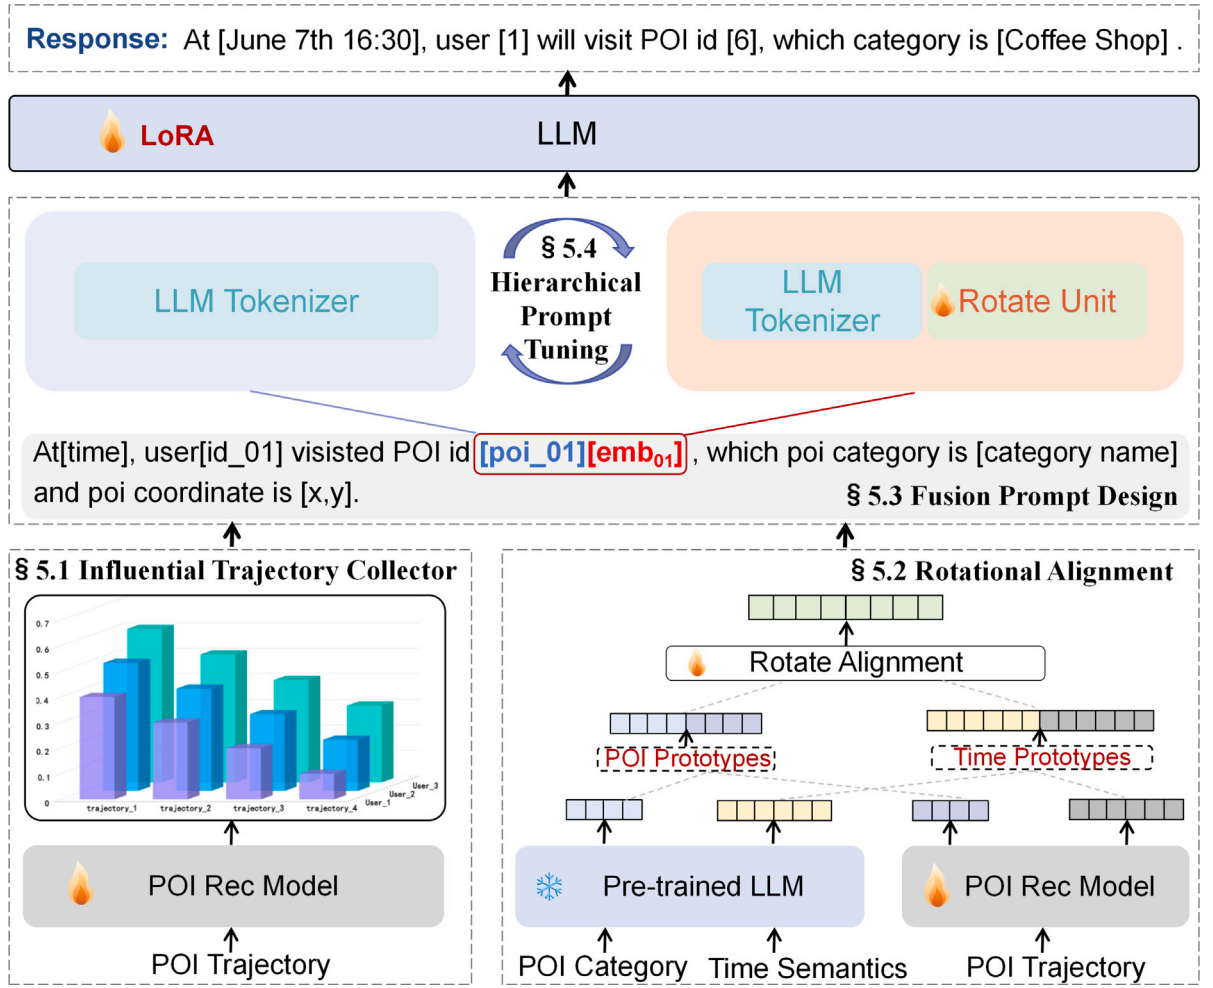 Response: At [June 7th 16:30], user [1] will visit POI id [6], which category is [Coffee Shop] .
LoRA
LLM
LLM Tokenizer
§ 5.4
Hierarchical
Prompt
Tuning
LLM
Tokenizer
Rotate Unit
At[time], user[id_01] visisted POI id [poi_01][emb01] , which poi category is [category name]
and poi coordinate is [x,y].
§ 5.3 Fusion Prompt Design
§ 5.1 Influential Trajectory Collector
0.7
0.6
0.5
0.4
0.3
0.2
0.1
0
trajectory_1
trajectory_2
trajectory_3
trajectory_4
User_1
User_2
User_3
POI Rec Model
POI Trajectory
§ 5.2 Rotational Alignment
Rotate Alignment
POI Prototypes
Time Prototypes
Pre-trained LLM
POI Rec Model
POI Category
Time Semantics
POI Trajectory